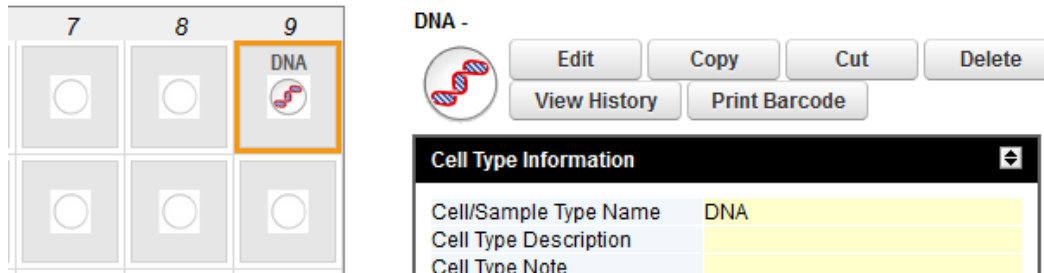 7 8 9
DNA
DNA -
Edit Copy Cut Delete
View History Print Barcode
Cell Type Information
Cell/Sample Type Name DNA
Cell Type Description
Cell Type Note